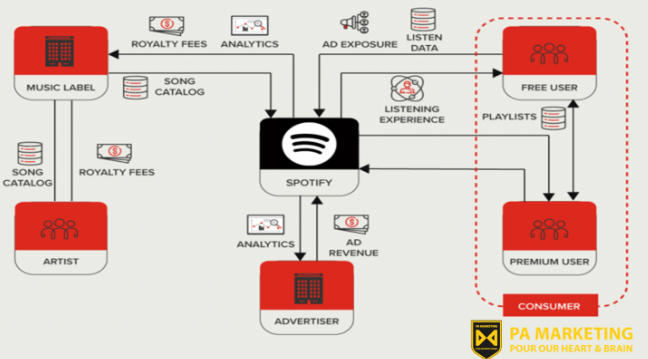 ROYALTY FEES
ANALYTICS
AD EXPOSURE
LISTEN
DATA
MUSIC LABEL
SONG
CATALOG
LISTENING
EXPERIENCE
FREE USER
PLAYLISTS
SONG
CATALOG
ROYALTY FEES
SPOTIFY
ANALYTICS
AD
REVENUE
ARTIST
PREMIUM USER
ADVERTISER
CONSUMER
PA MARKETING
POUR OUR HEART & BRAIN